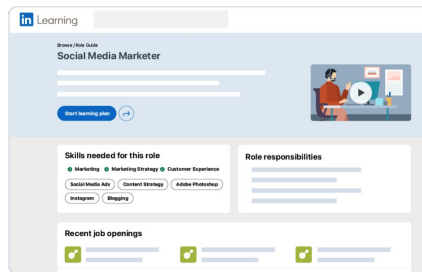 in Learning
Browse/Role Guide
Social Media Marketer
Start learning plan
Skills needed for this role
Marketing Marketing Strategy Customer Experience
Social Media Ads Content Strategy Adobe Photoshop
Instagram Blogging
Role responsibilities
Recent job openings